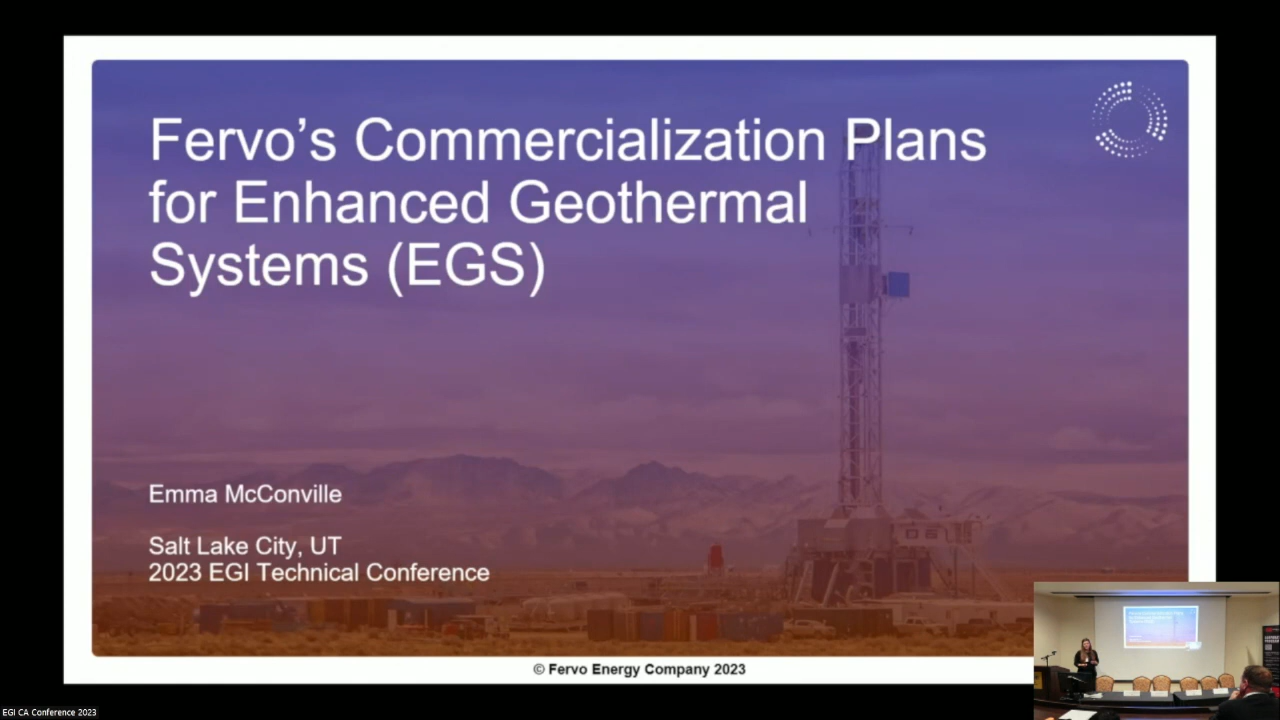 Fervo’s Commercialization Plans
for Enhanced Geothermal
Systems (EGS)
Emma McConville
Salt Lake City, UT
2023 EGI Technical Conference
© Fervo Energy Company 2023
EGI CA Conference 2023